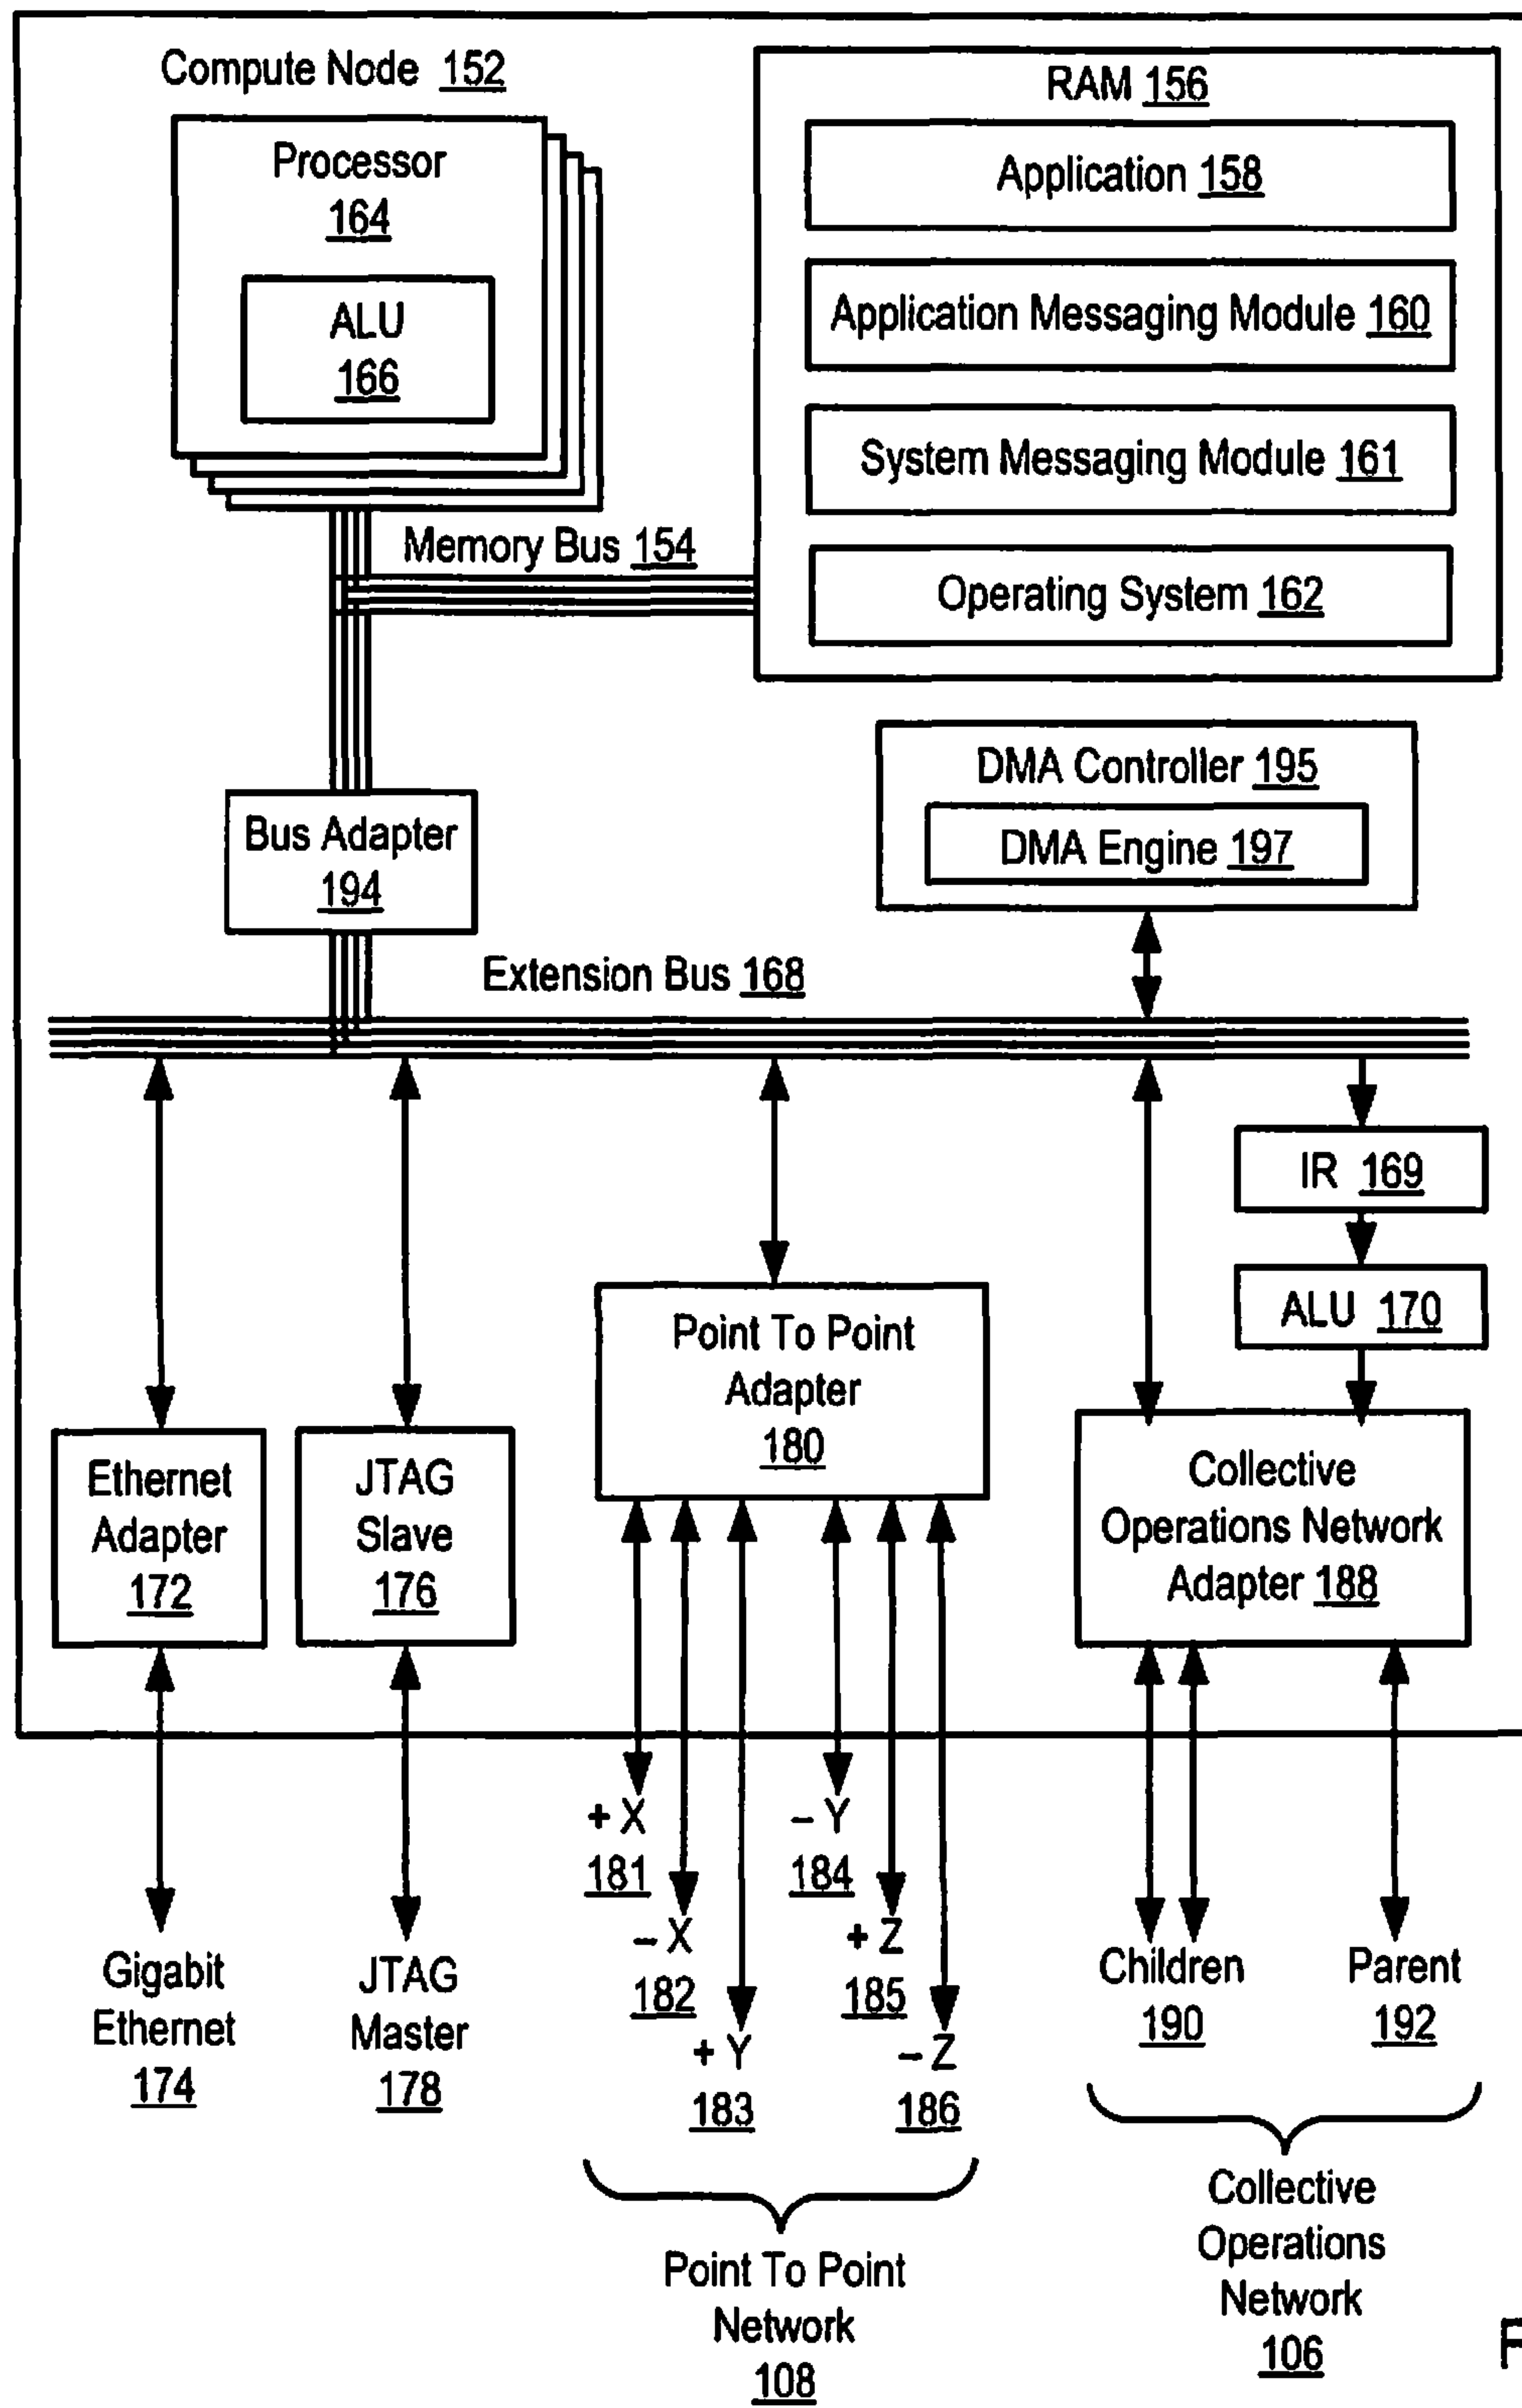 Compute Node 152
Processor
164
ALU
166
RAM 156
Application 158
Application Messaging Module 160
System Messaging Module 161
Operating System 162
Memory Bus 154
DMA Controller 195
DMA Engine 197
Bus Adapter
194
Extension Bus 168
IR 169
ALU 170
Point To Point
Adapter
180
Ethernet
Adapter
172
JTAG
Slave
176
Collective
Operations Network
Adapter 188
+ X
181
– X
182
+ Y
183
– Y
184
+ Z
185
– Z
186
Gigabit
Ethernet
174
JTAG
Master
178
Children
190
Parent
192
Point To Point
Network
108
Collective
Operations
Network
106